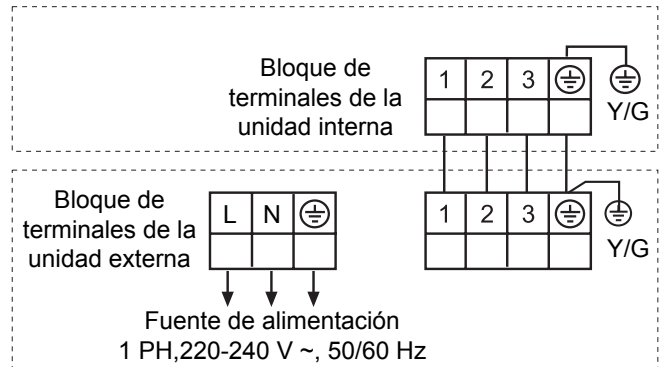 Bloque de
terminales de la
unidad interna
1 2 3
Y/G
Bloque de
terminales de la
unidad externa
L N
1 2 3
Y/G
Fuente de alimentación
1 PH,220-240 V ~, 50/60 Hz